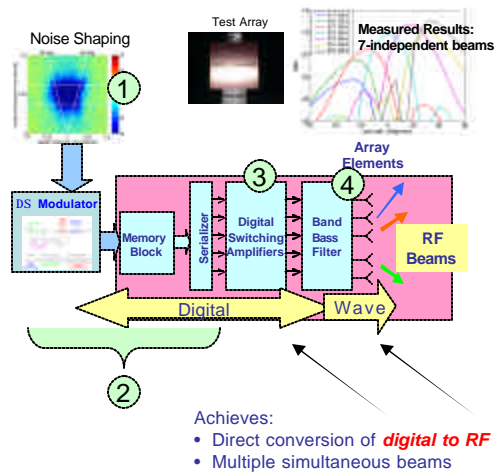 Noise Shaping
Test Array
Measured Results:
7-independent beams
1
Array
Elements
3
4
DS Modulator
Memory
Block
Serializer
Digital
Switching
Amplifiers
Band
Bass
Filter
RF
Beams
Digital
Wave
2
Achieves:
• Direct conversion of digital to RF
• Multiple simultaneous beams